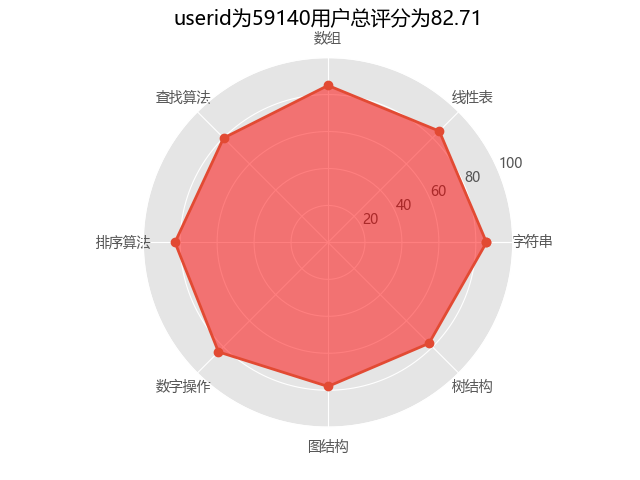 userid为59140用户总评分为82.71
数组
查找算法
线性表
100
80
60
40
20
排序算法
字符串
数字操作
树结构
图结构